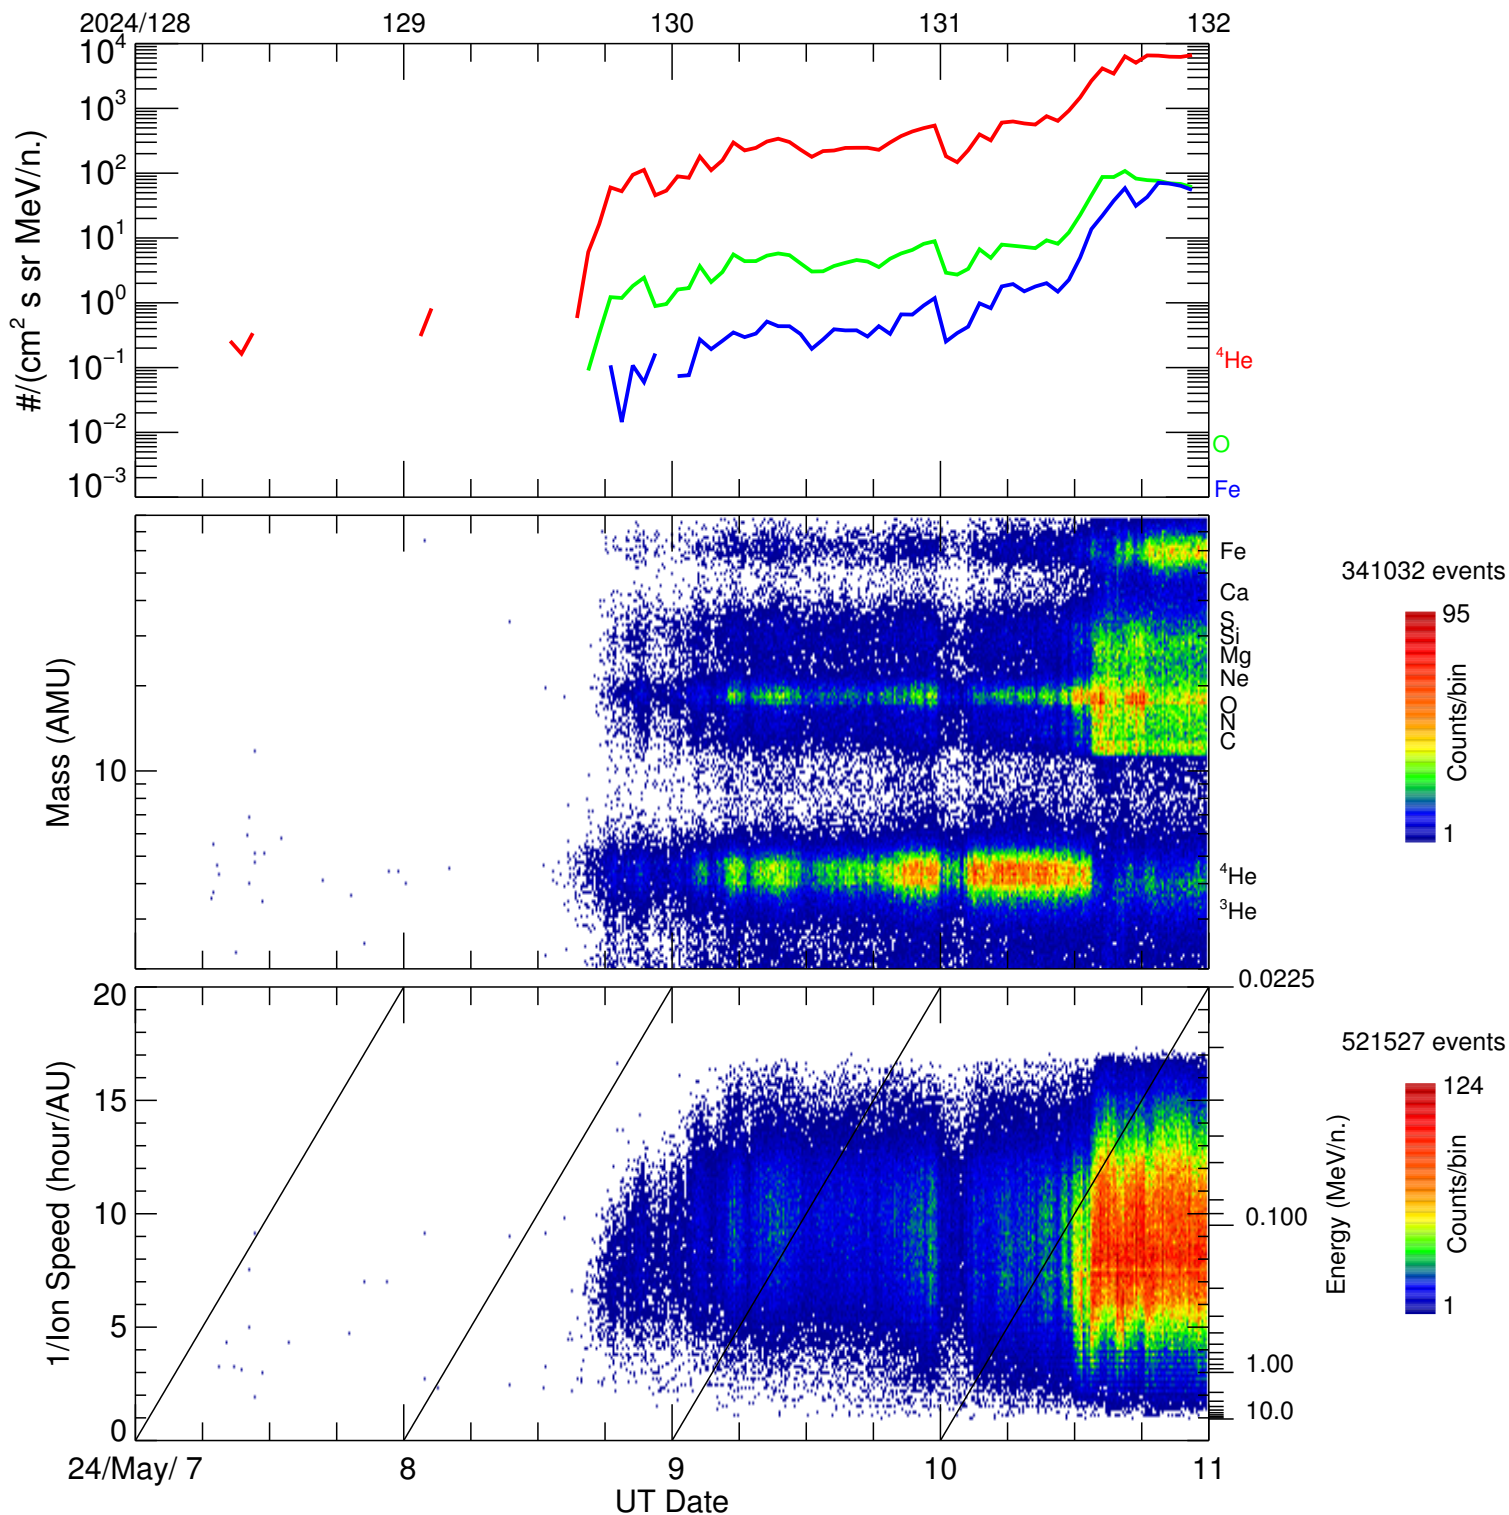 2024/128 129 130 131 132
10^4
10^3
10^2
10^1
10^0
10^−1
10^−2
10^−3
#/(cm^2 s sr MeV/n.)
^4He
O
Fe
Mass (AMU)
10
Fe
Ca
S
Si
Mg
Ne
O
N
C
^4He
^3He
341032 events
95
Counts/bin
1
1/Ion Speed (hour/AU)
20
15
10
5
0
0.0225
0.100
1.00
10.0
Energy (MeV/n.)
521527 events
124
Counts/bin
1
24/May/ 7 8 9 10 11
UT Date